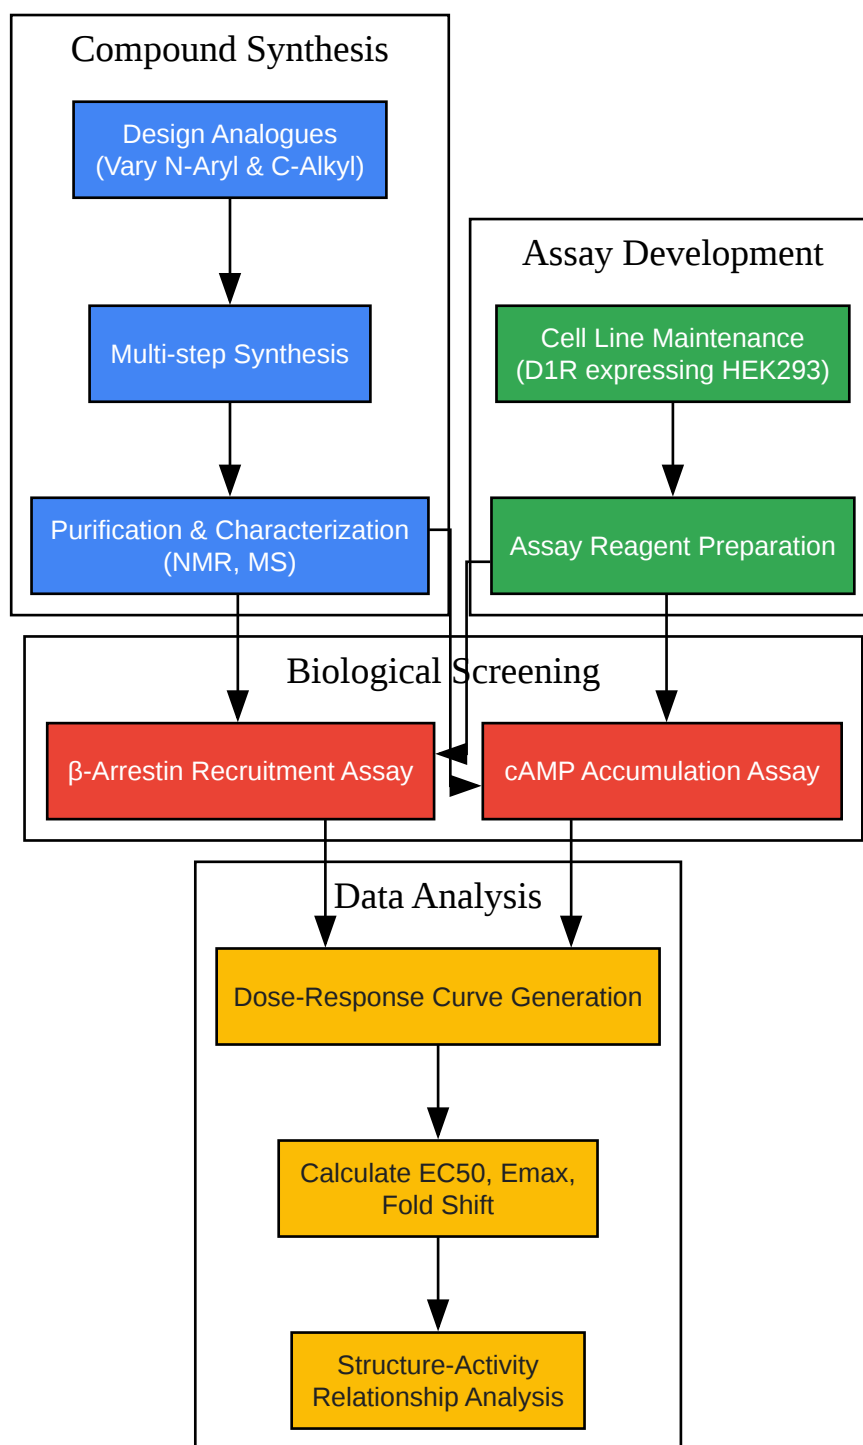 Compound Synthesis
Design Analogues
(Vary N-Aryl & C-Alkyl)
Multi-step Synthesis
Purification & Characterization
(NMR, MS)
Assay Development
Cell Line Maintenance
(D1R expressing HEK293)
Assay Reagent Preparation
Biological Screening
β-Arrestin Recruitment Assay
cAMP Accumulation Assay
Data Analysis
Dose-Response Curve Generation
Calculate EC50, Emax,
Fold Shift
Structure-Activity
Relationship Analysis